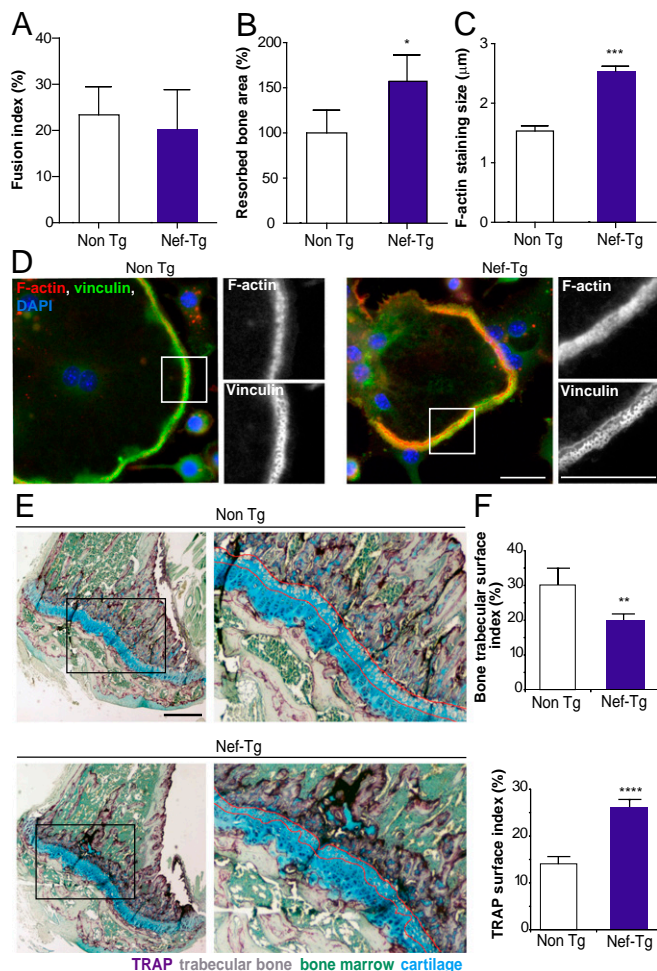 A
Fusion index (%)
40
30
20
10
0
Non Tg
Nef-Tg
B
Resorbed bone area (%)
200
150
100
50
0
*
Non Tg
Nef-Tg
C
F-actin staining size (µm)
3
2
1
0
***
Non Tg
Nef-Tg
D
Non Tg
F-actin, vinculin,
DAPI
F-actin
Vinculin
Nef-Tg
F-actin
Vinculin
E
Non Tg
Nef-Tg
TRAP trabecular bone bone marrow cartilage
F
Bone trabecular surface
index (%)
40
30
20
10
0
**
Non Tg
Nef-Tg
TRAP surface index (%)
30
20
10
0
****
Non Tg
Nef-Tg